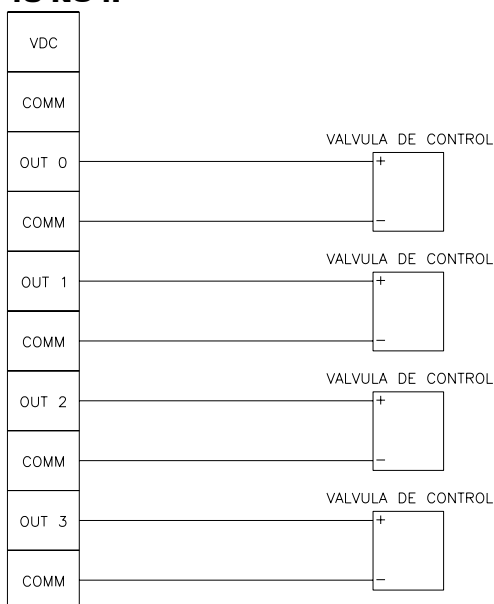 VDC
COMM
VALVULA DE CONTROL
OUT 0
+
COMM
-
VALVULA DE CONTROL
OUT 1
+
COMM
-
VALVULA DE CONTROL
OUT 2
+
COMM
-
VALVULA DE CONTROL
OUT 3
+
COMM
-